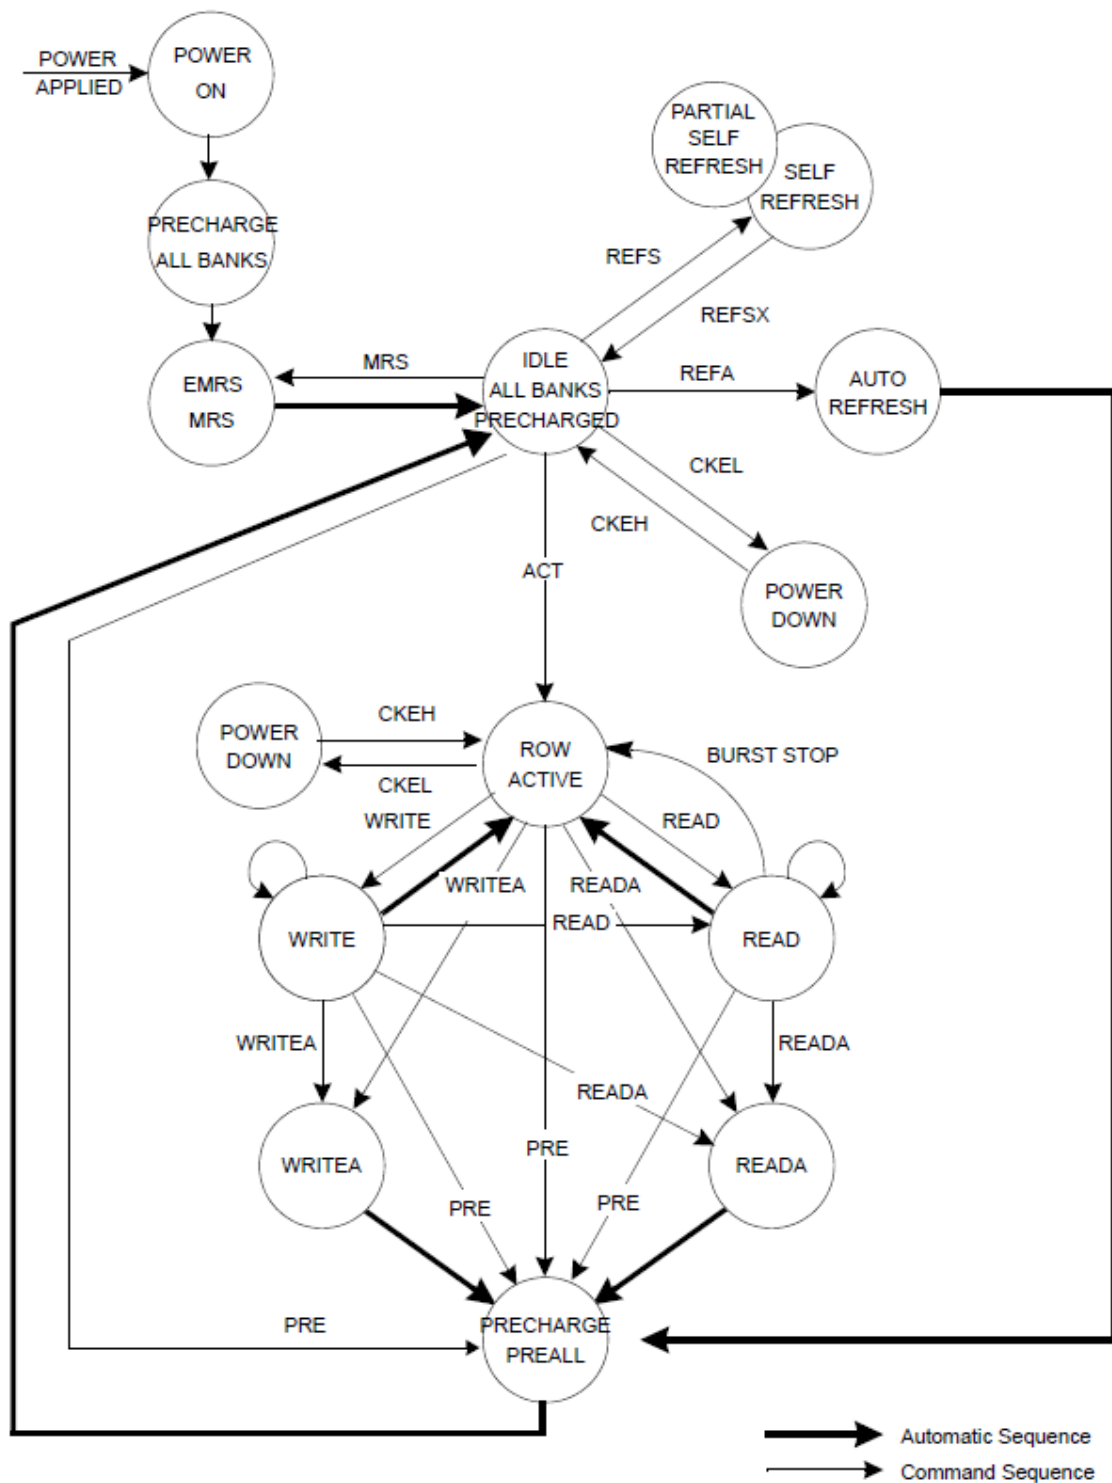 POWER
APPLIED
POWER
ON
PARTIAL
SELF
REFRESH
SELF
REFRESH
PRECHARGE
ALL BANKS
REFS
REFSX
EMRS
MRS
MRS
IDLE
ALL BANKS
PRECHARGED
REFA
AUTO
REFRESH
CKEL
CKEH
ACT
POWER
DOWN
POWER
DOWN
CKEH
CKEL
ROW
ACTIVE
BURST STOP
WRITE
READ
WRITEA
READA
WRITE
READ
READ
WRITEA
READA
READA
WRITEA
PRE
READA
PRE
PRE
PRE
PRECHARGE
PREALL
Automatic Sequence
Command Sequence